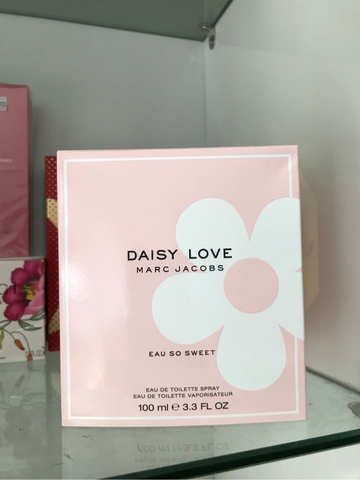 DAISY LOVE
MARC JACOBS
EAU SO SWEET
EAU DE TOILETTE SPRAY
EAU DE TOILETTE VAPORISATEUR
100 ml e 3.3 FL OZ